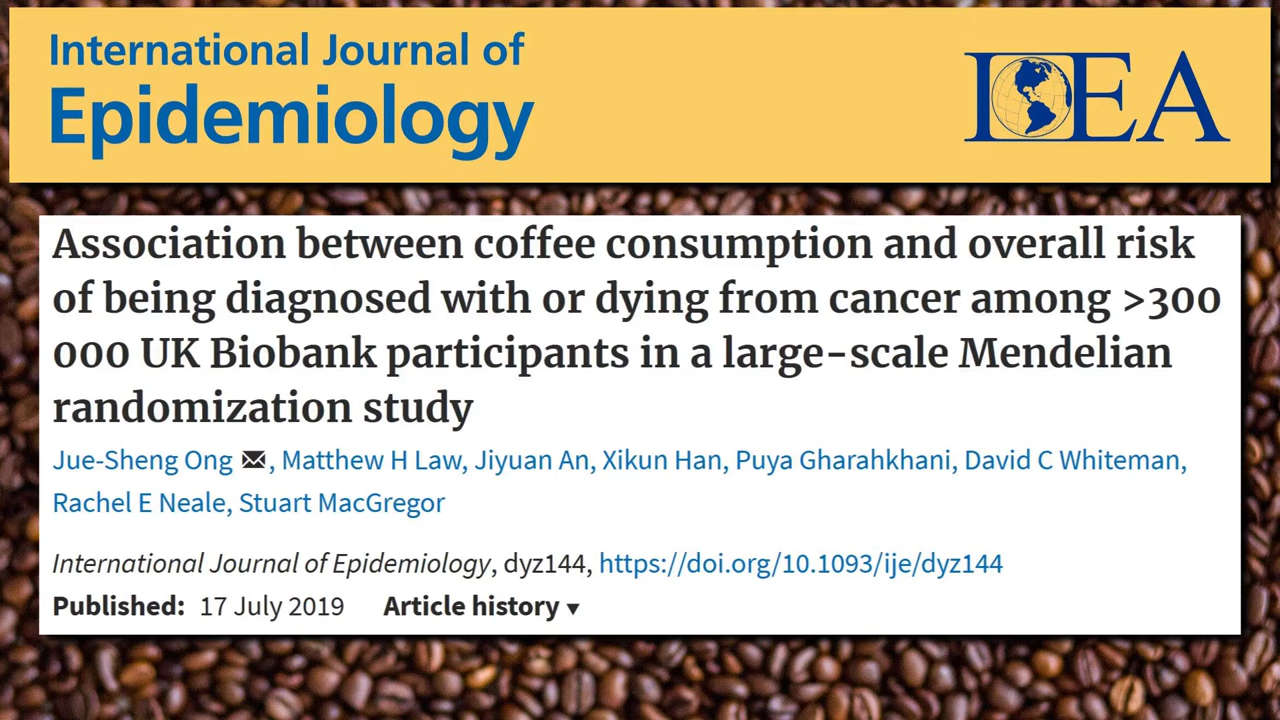 International Journal of
Epidemiology
IEA
Association between coffee consumption and overall risk
of being diagnosed with or dying from cancer among >300
000 UK Biobank participants in a large-scale Mendelian
randomization study
Jue-Sheng Ong ✉, Matthew H Law, Jiyuan An, Xikun Han, Puya Gharahkhani, David C Whiteman,
Rachel E Neale, Stuart MacGregor
International Journal of Epidemiology, dyz144, https://doi.org/10.1093/ije/dyz144
Published: 17 July 2019 Article history ▼